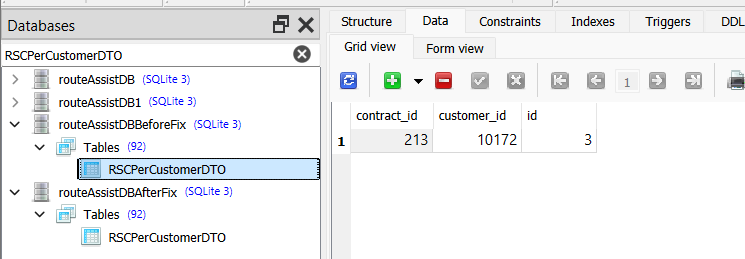 Databases
RSCPerCustomerDTO
routeAssistDB (SQLite 3)
routeAssistDB1 (SQLite 3)
routeAssistDBBeforeFix (SQLite 3)
Tables (92)
RSCPerCustomerDTO
routeAssistDBAfterFix (SQLite 3)
Tables (92)
RSCPerCustomerDTO
Structure Data Constraints Indexes Triggers DDL
Grid view Form view
1
contract_id customer_id id
1 213 10172 3